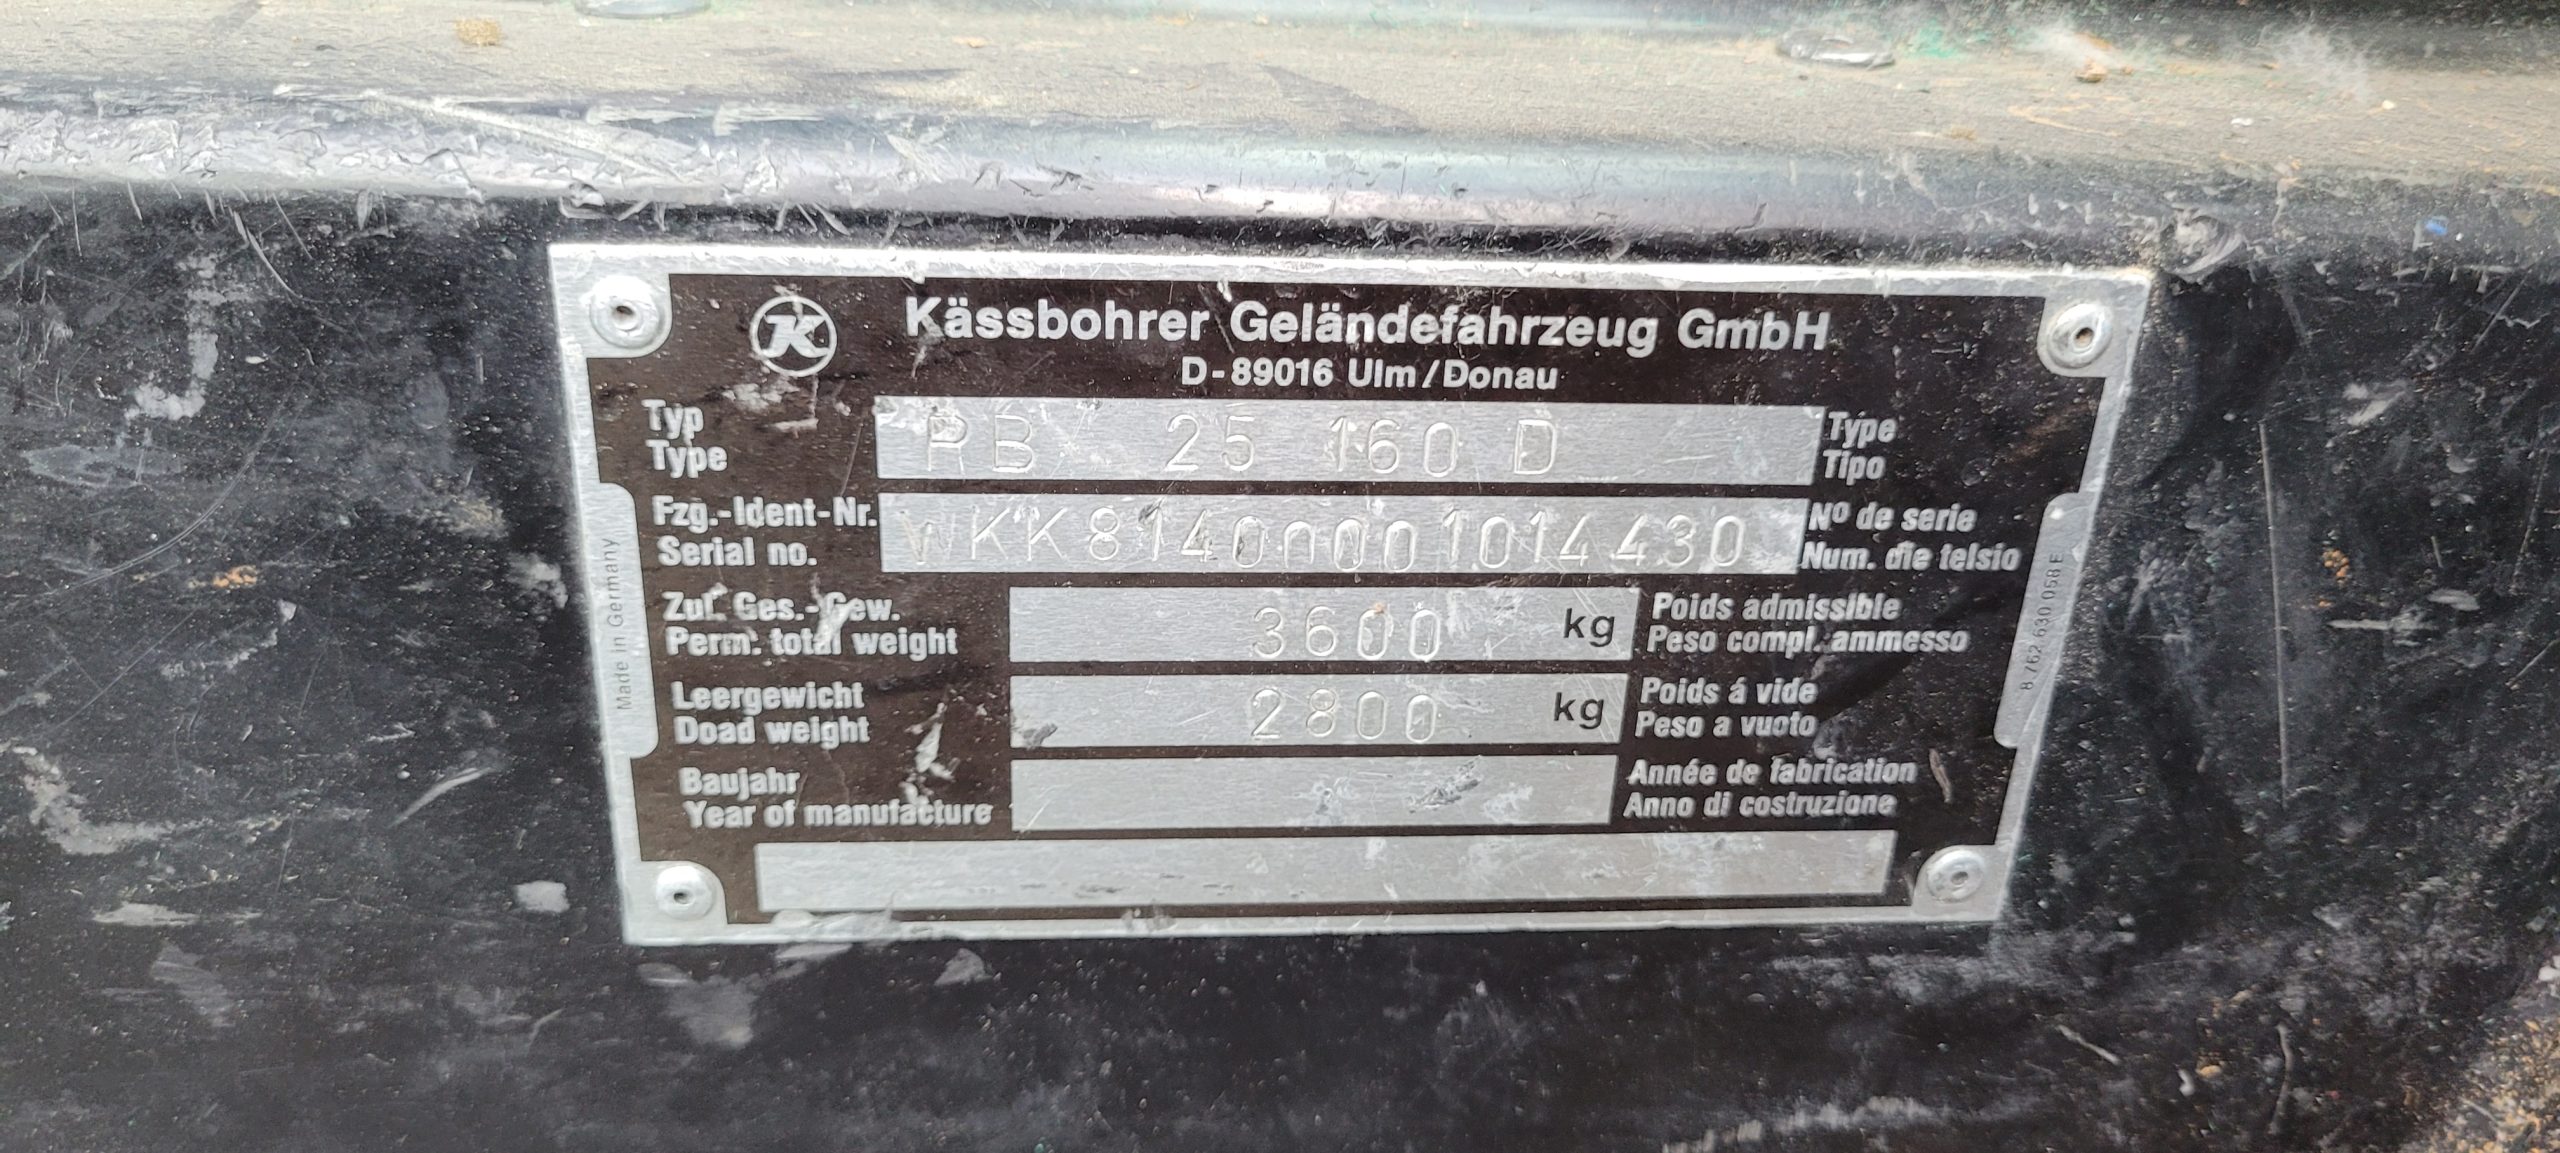 K Kässbohrer Geländefahrzeug GmbH
D-89016 Ulm/Donau
Typ
Type
RB 25 160 D
Type
Tipo
Fzg.-Ident-Nr.
Serial no.
WKK81400001014430
Nº de serie
Num. die telsio
Zul. Ges.-Gew.
Perm. total weight
3600 kg
Poids admissible
Peso compl. ammesso
Leergewicht
Doad weight
2800 kg
Poids á vide
Peso a vuoto
Baujahr
Year of manufacture
Année de fabrication
Anno di costruzione
Made in Germany
8 762 630 058 E